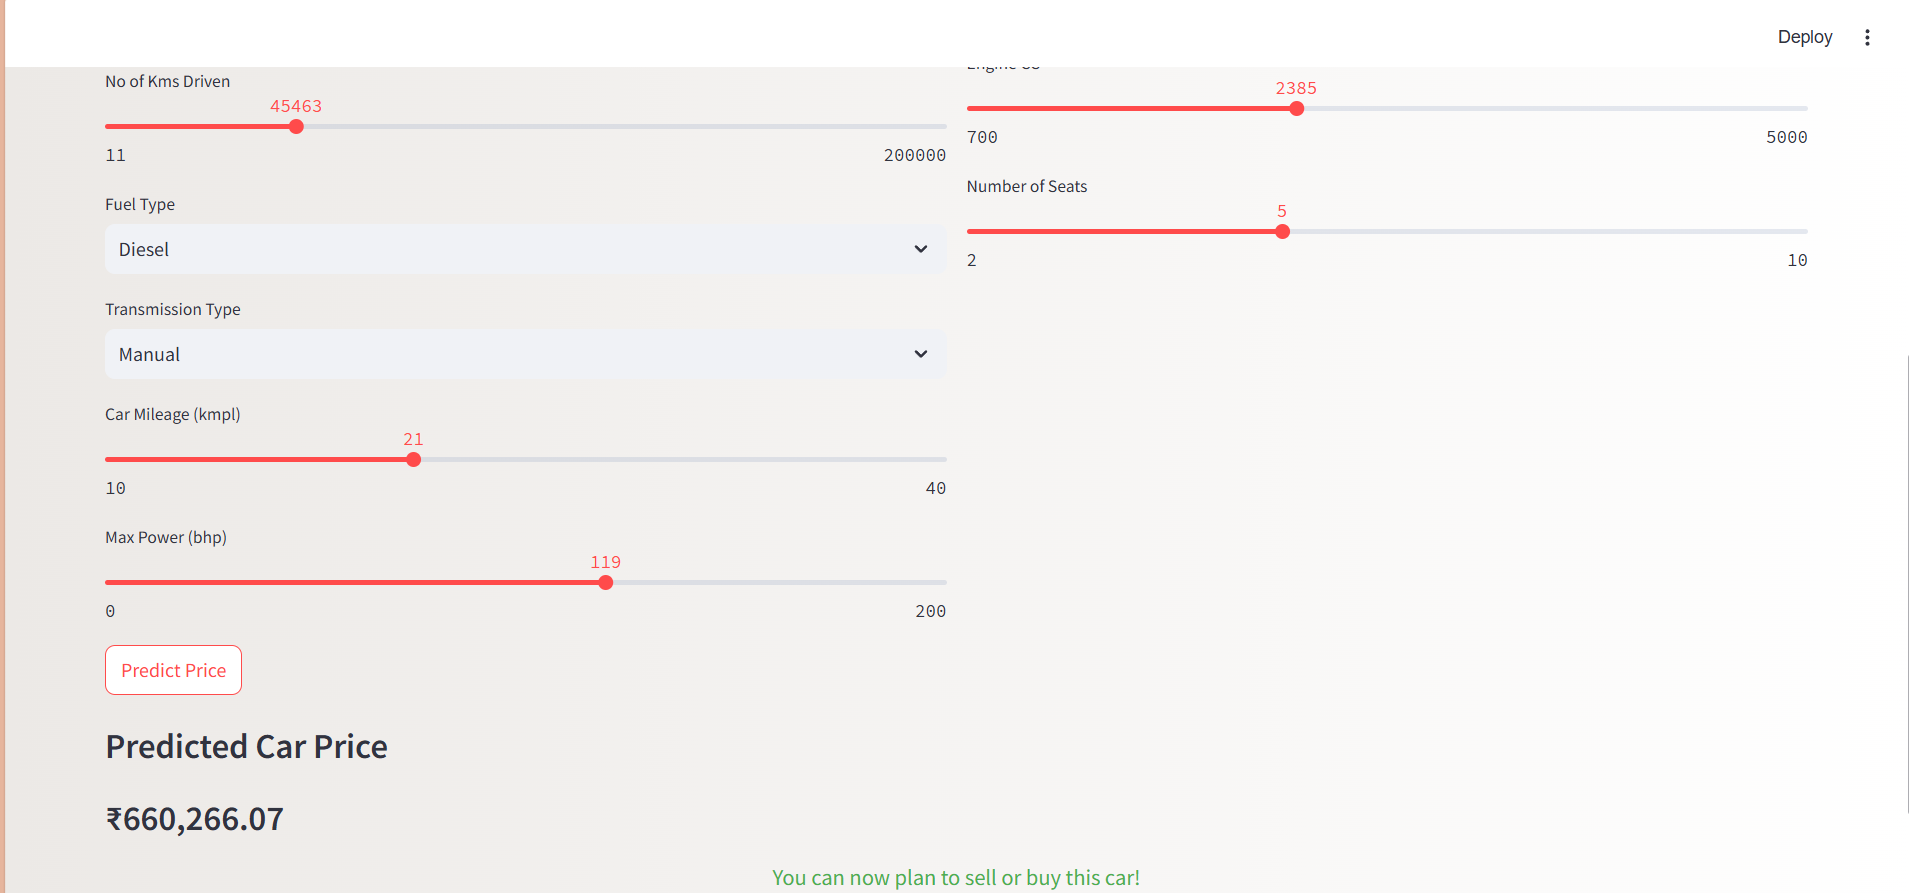 Deploy
No of Kms Driven
45463
11 200000
Fuel Type
Diesel
Transmission Type
Manual
Car Mileage (kmpl)
21
10 40
Max Power (bhp)
119
0 200
Predict Price
2385
700 5000
Number of Seats
5
2 10
Predicted Car Price
₹660,266.07
You can now plan to sell or buy this car!